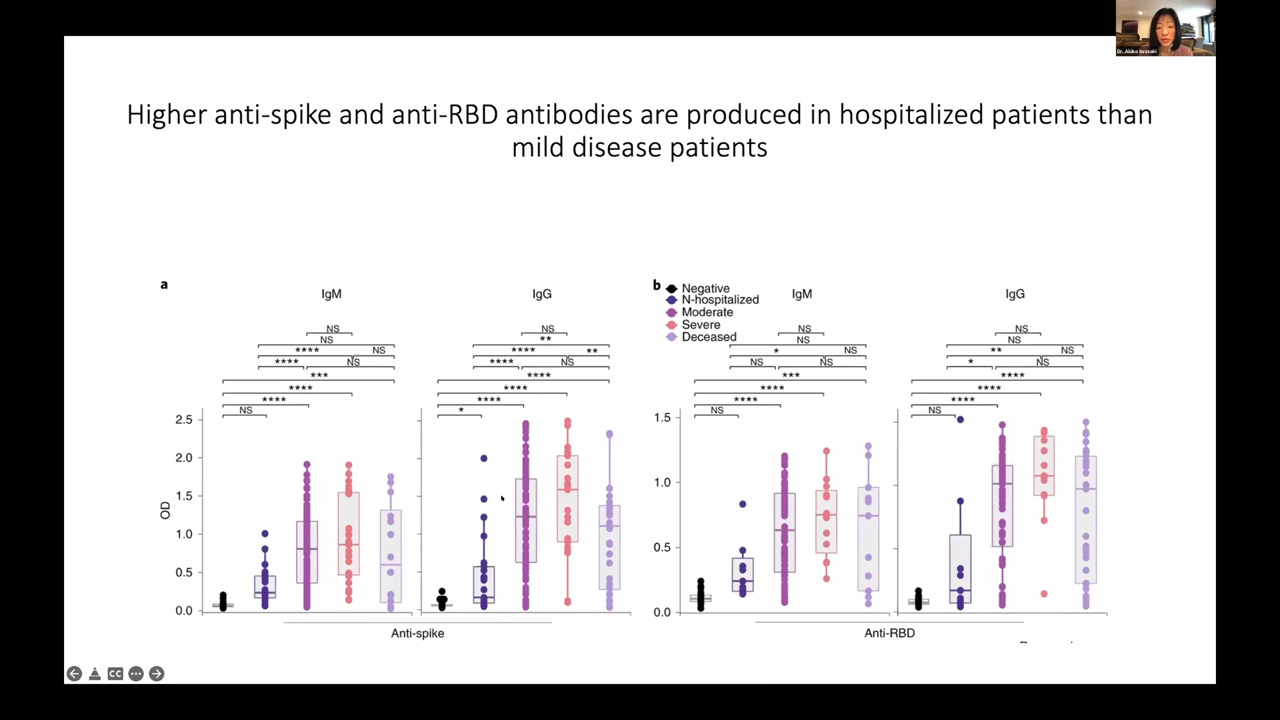 Dr. Akiko Iwasaki
Higher anti-spike and anti-RBD antibodies are produced in hospitalized patients than
mild disease patients
a
IgM
IgG
NS
NS
****
NS
****
NS
***
****
****
NS
NS
**
****
**
****
NS
****
****
****
*
OD
2.5
2.0
1.5
1.0
0.5
0.0
Anti-spike
b
Negative
N-hospitalized
Moderate
Severe
Deceased
IgM
IgG
NS
NS
*
NS
NS
NS
***
****
****
NS
NS
NS
**
NS
*
NS
****
****
****
NS
1.5
1.0
0.5
0.0
Anti-RBD
CC